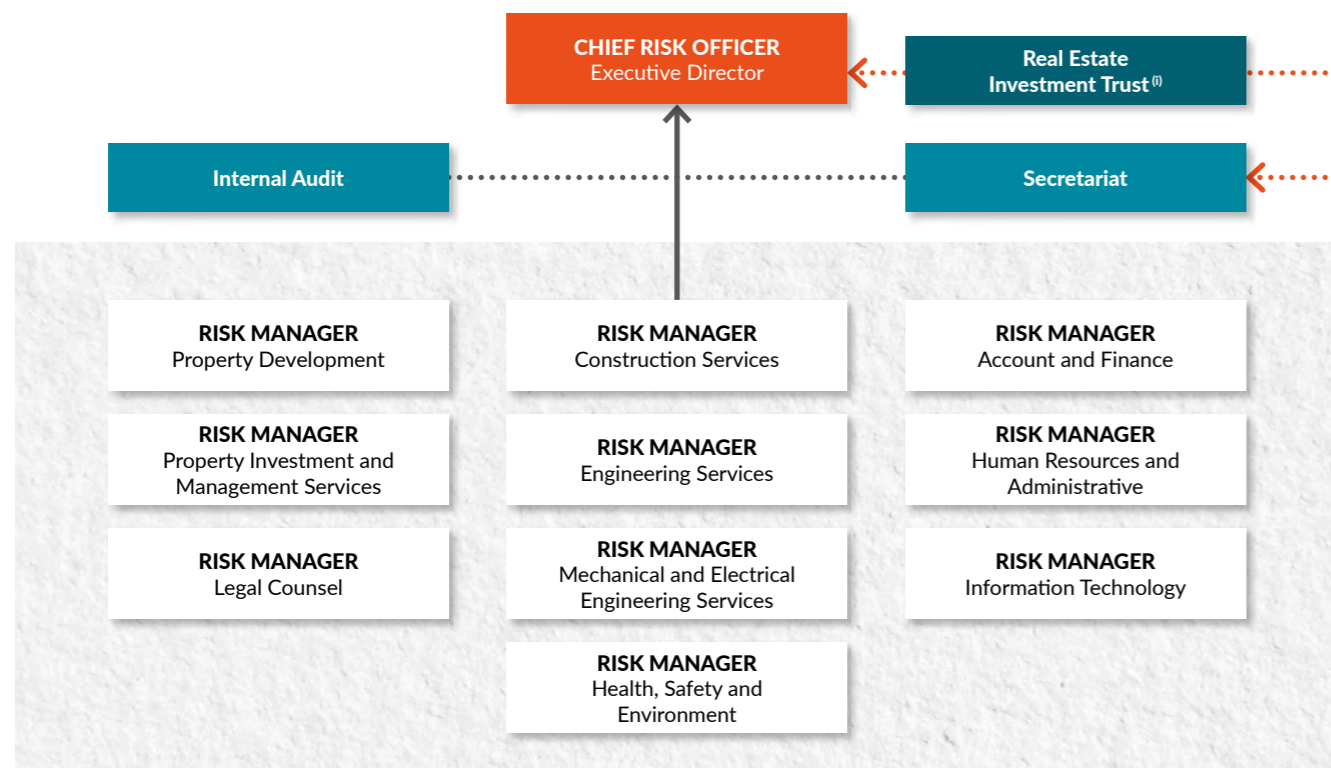 CHIEF RISK OFFICER
Executive Director
Real Estate
Investment Trust (i)
Internal Audit
Secretariat
RISK MANAGER
Property Development
RISK MANAGER
Construction Services
RISK MANAGER
Account and Finance
RISK MANAGER
Property Investment and
Management Services
RISK MANAGER
Engineering Services
RISK MANAGER
Human Resources and
Administrative
RISK MANAGER
Legal Counsel
RISK MANAGER
Mechanical and Electrical
Engineering Services
RISK MANAGER
Information Technology
RISK MANAGER
Health, Safety and
Environment